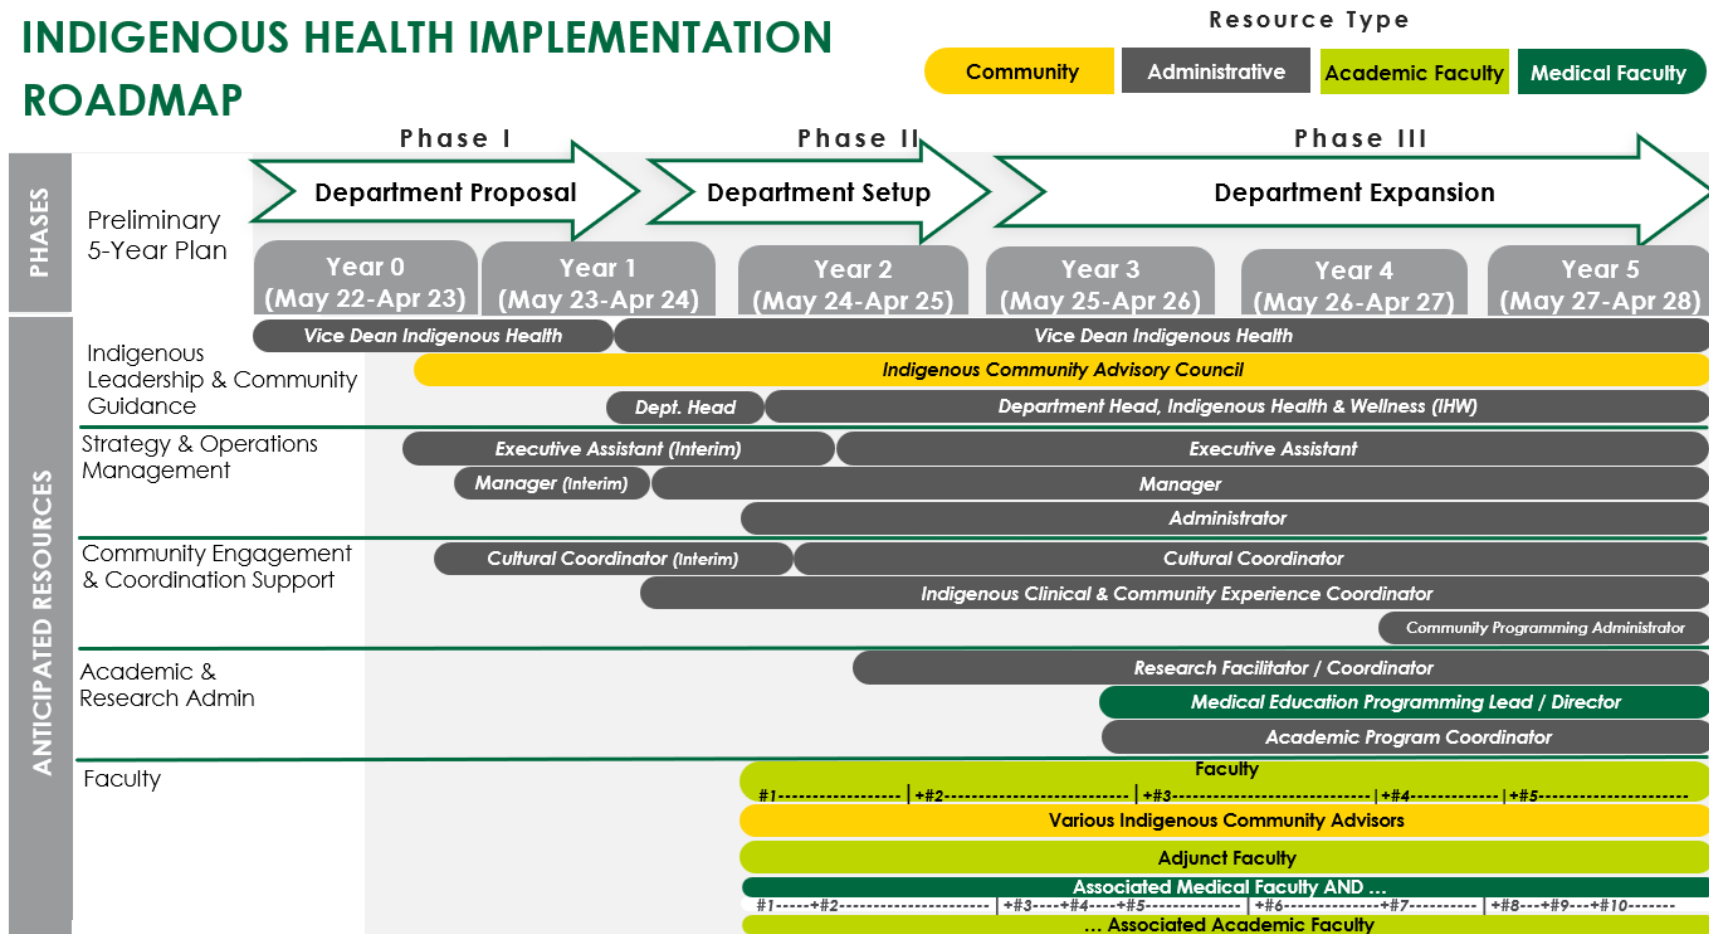 INDIGENOUS HEALTH IMPLEMENTATION
ROADMAP
Resource Type
Community
Administrative
Academic Faculty
Medical Faculty
Phase I
Phase II
Phase III
PHASES
Preliminary
5-Year Plan
Department Proposal
Department Setup
Department Expansion
Year 0
(May 22-Apr 23)
Year 1
(May 23-Apr 24)
Year 2
(May 24-Apr 25)
Year 3
(May 25-Apr 26)
Year 4
(May 26-Apr 27)
Year 5
(May 27-Apr 28)
ANTICIPATED RESOURCES
Indigenous
Leadership & Community
Guidance
Vice Dean Indigenous Health
Vice Dean Indigenous Health
Indigenous Community Advisory Council
Dept. Head
Department Head, Indigenous Health & Wellness (IHW)
Strategy & Operations
Management
Executive Assistant (Interim)
Executive Assistant
Manager (Interim)
Manager
Administrator
Community Engagement
& Coordination Support
Cultural Coordinator (Interim)
Cultural Coordinator
Indigenous Clinical & Community Experience Coordinator
Community Programming Administrator
Academic &
Research Admin
Research Facilitator / Coordinator
Medical Education Programming Lead / Director
Academic Program Coordinator
Faculty
Faculty
#1------------------ |+#2--------------------------- |+#3-----------------------------|+#4-------------|+#5----------------------
Various Indigenous Community Advisors
Adjunct Faculty
Associated Medical Faculty AND ...
#1-----+#2---------------------- |+#3----+#4----+#5-------------- |+#6--------------+#7---------- |+#8---+#9---+#10-------
... Associated Academic Faculty